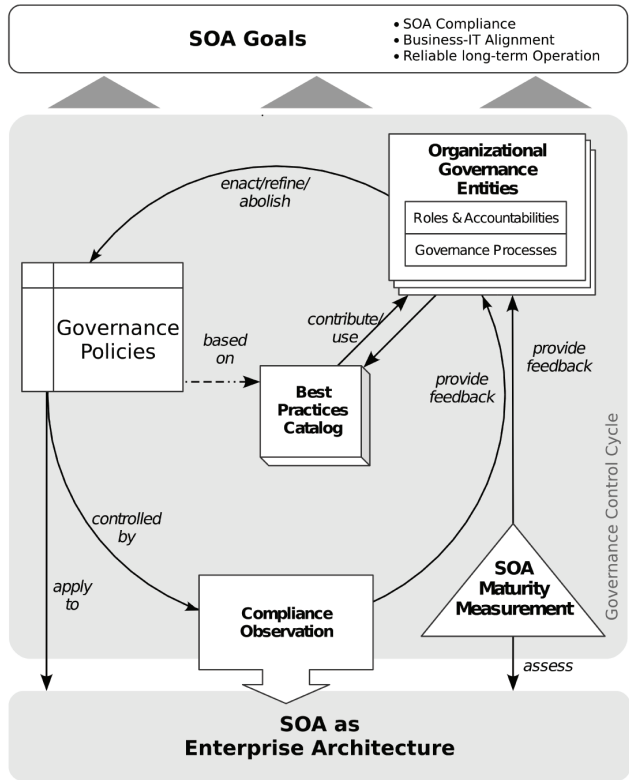 SOA Goals
• SOA Compliance
• Business-IT Alignment
• Reliable long-term Operation
Organizational
Governance
Entities
Roles & Accountabilities
Governance Processes
enact/refine/
abolish
Governance
Policies
based
on
contribute/
use
Best
Practices
Catalog
provide
feedback
provide
feedback
Governance Control Cycle
controlled
by
apply
to
Compliance
Observation
SOA
Maturity
Measurement
assess
SOA as
Enterprise Architecture